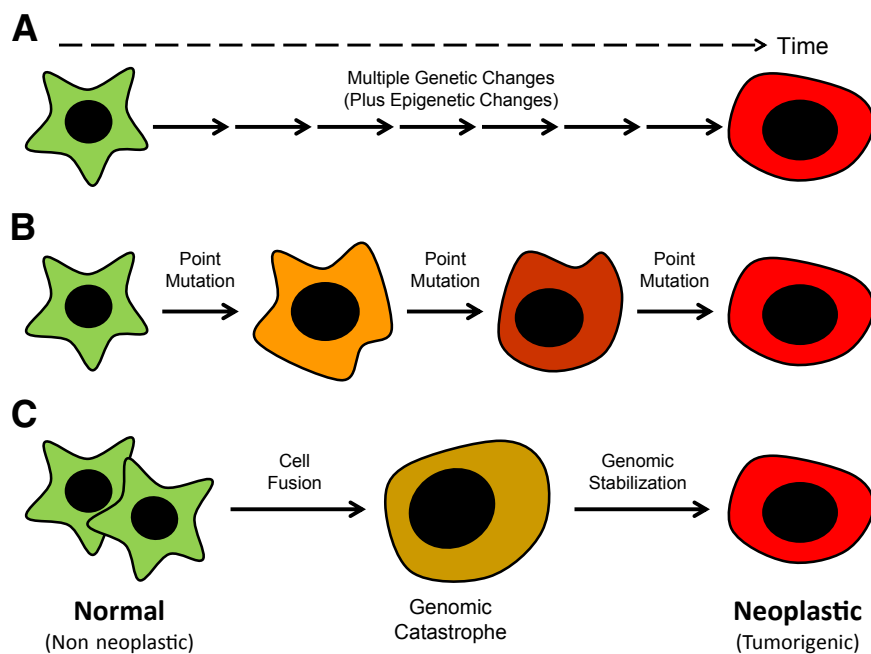 A
Time
Multiple Genetic Changes
(Plus Epigenetic Changes)
B
Point
Mutation
Point
Mutation
Point
Mutation
C
Cell
Fusion
Genomic
Stabilization
Normal
(Non neoplastic)
Genomic
Catastrophe
Neoplastic
(Tumorigenic)